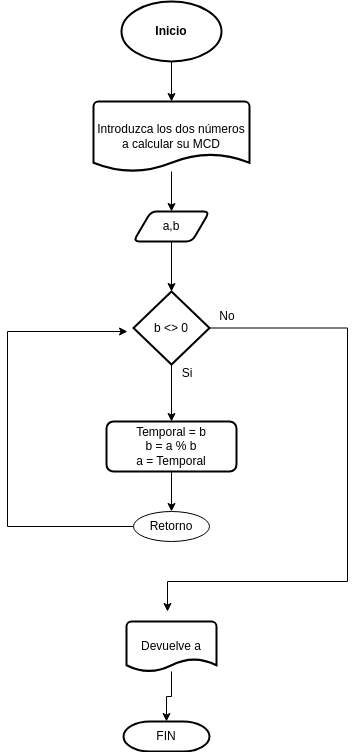 Inicio
Introduzca los dos números
a calcular su MCD
a,b
b <> 0
No
Si
Temporal = b
b = a % b
a = Temporal
Retorno
Devuelve a
FIN